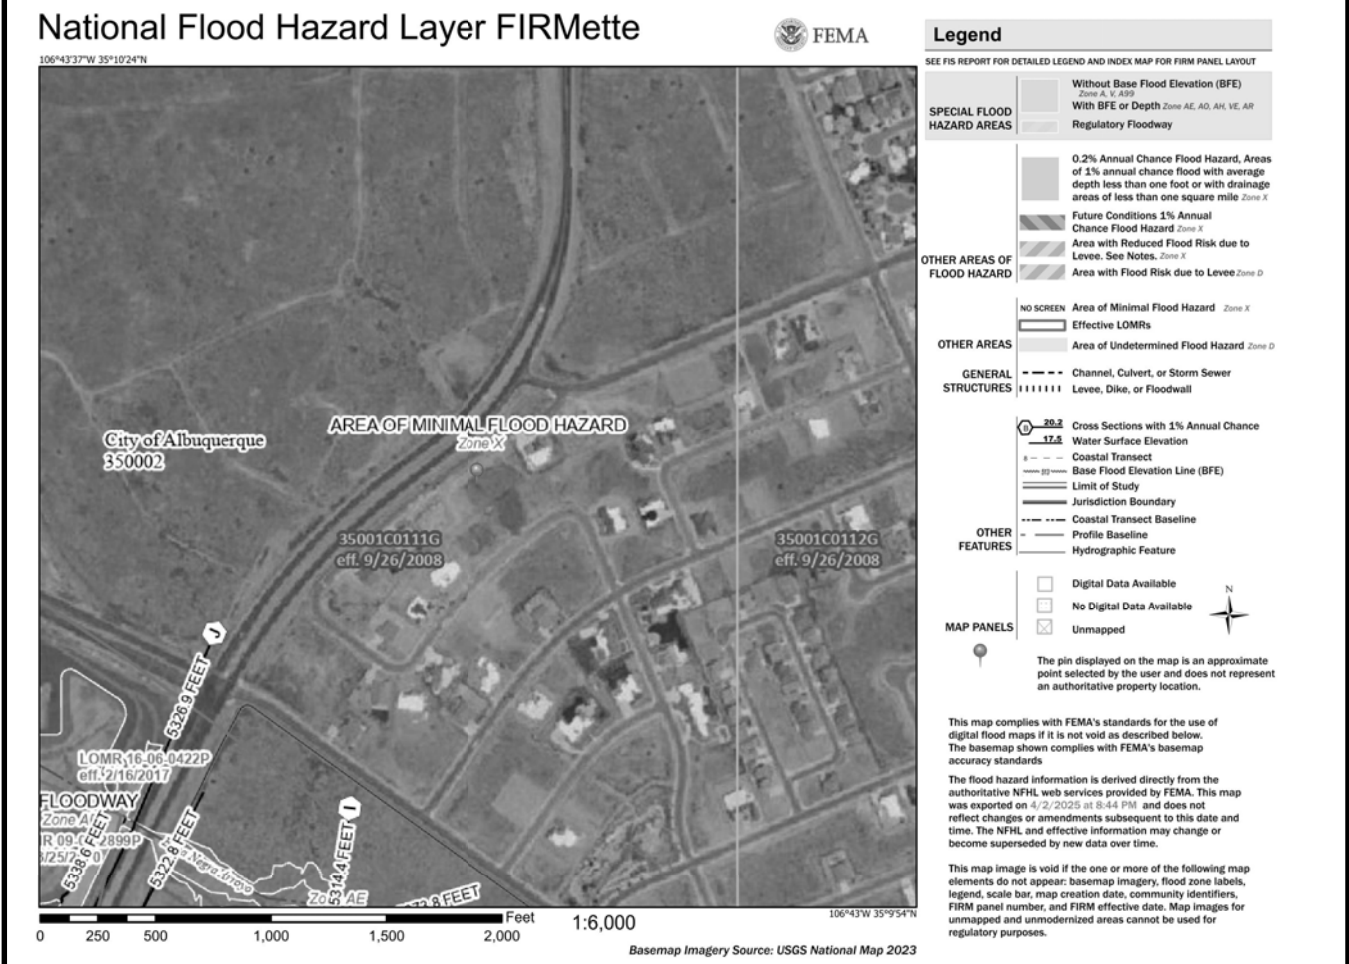 National Flood Hazard Layer FIRMette
FEMA
106°43'37"W 35°10'24"N
AREA OF MINIMAL FLOOD HAZARD
Zone X
City of Albuquerque
350002
35001C0111G
eff. 9/26/2008
35001C0112G
eff. 9/26/2008
J
5326.9 FEET
LOMR 16-06-0422P
eff. 2/16/2017
FLOODWAY
2899P
5338.6 FEET
5322.8 FEET
Negra Arroyo
I
5314.4 FEET
AE
8 FEET
Feet
0 250 500 1,000 1,500 2,000
1:6,000
106°43'W 35°9'54"N
Basemap Imagery Source: USGS National Map 2023
Legend
SEE FIS REPORT FOR DETAILED LEGEND AND INDEX MAP FOR FIRM PANEL LAYOUT
SPECIAL FLOOD
HAZARD AREAS
Without Base Flood Elevation (BFE)
Zone A, V, A99
With BFE or Depth Zone AE, AO, AH, VE, AR
Regulatory Floodway
OTHER AREAS OF
FLOOD HAZARD
0.2% Annual Chance Flood Hazard, Areas
of 1% annual chance flood with average
depth less than one foot or with drainage
areas of less than one square mile Zone X
Future Conditions 1% Annual
Chance Flood Hazard Zone X
Area with Reduced Flood Risk due to
Levee. See Notes. Zone X
Area with Flood Risk due to Levee Zone D
OTHER AREAS
NO SCREEN Area of Minimal Flood Hazard Zone X
Effective LOMRs
Area of Undetermined Flood Hazard Zone D
GENERAL
STRUCTURES
Channel, Culvert, or Storm Sewer
Levee, Dike, or Floodwall
OTHER
FEATURES
B 20.2 Cross Sections with 1% Annual Chance
17.5 Water Surface Elevation
Coastal Transect
Base Flood Elevation Line (BFE)
Limit of Study
Jurisdiction Boundary
Coastal Transect Baseline
Profile Baseline
Hydrographic Feature
MAP PANELS
Digital Data Available
No Digital Data Available
Unmapped
N
The pin displayed on the map is an approximate
point selected by the user and does not represent
an authoritative property location.
This map complies with FEMA's standards for the use of
digital flood maps if it is not void as described below.
The basemap shown complies with FEMA's basemap
accuracy standards
The flood hazard information is derived directly from the
authoritative NFHL web services provided by FEMA. This map
was exported on 4/2/2025 at 8:44 PM and does not
reflect changes or amendments subsequent to this date and
time. The NFHL and effective information may change or
become superseded by new data over time.
This map image is void if the one or more of the following map
elements do not appear: basemap imagery, flood zone labels,
legend, scale bar, map creation date, community identifiers,
FIRM panel number, and FIRM effective date. Map images for
unmapped and unmodernized areas cannot be used for
regulatory purposes.